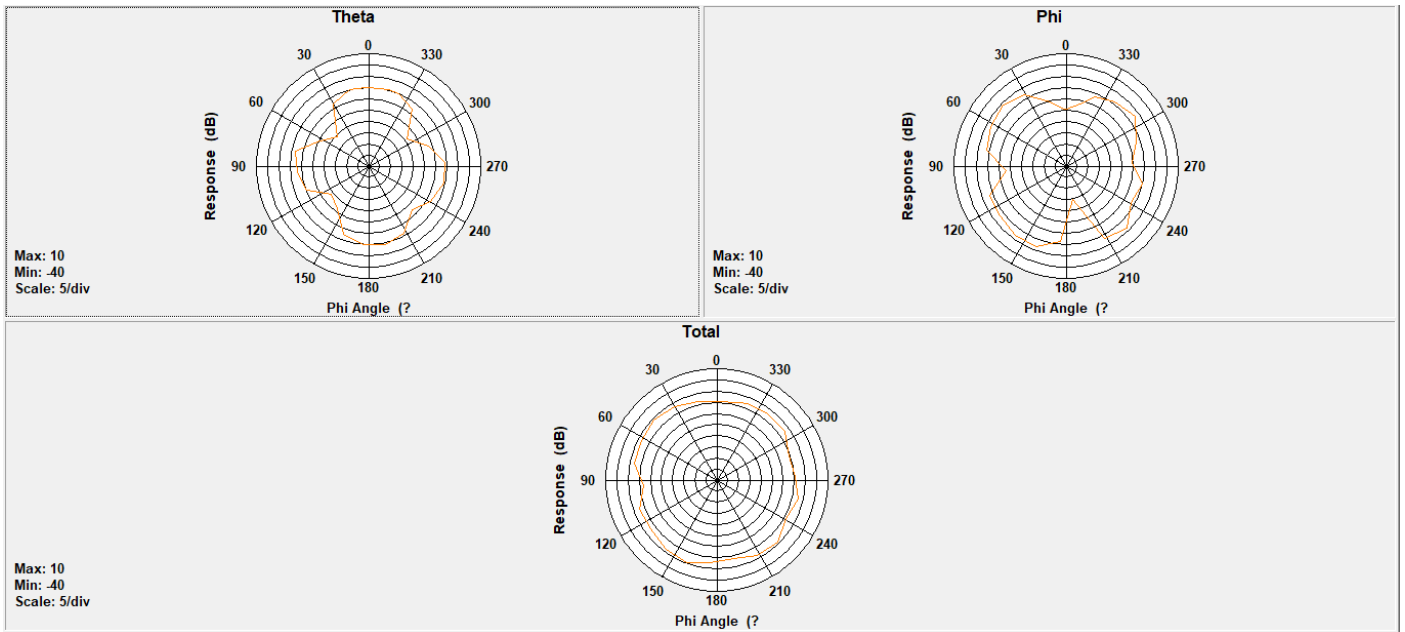 Theta
0
30
330
60
300
Response (dB)
90
270
120
240
150
210
180
Max: 10
Min: -40
Scale: 5/div
Phi Angle (?
Phi
0
30
330
60
300
Response (dB)
90
270
120
240
150
210
180
Max: 10
Min: -40
Scale: 5/div
Phi Angle (?
Total
0
30
330
60
300
Response (dB)
90
270
120
240
150
210
180
Max: 10
Min: -40
Scale: 5/div
Phi Angle (?